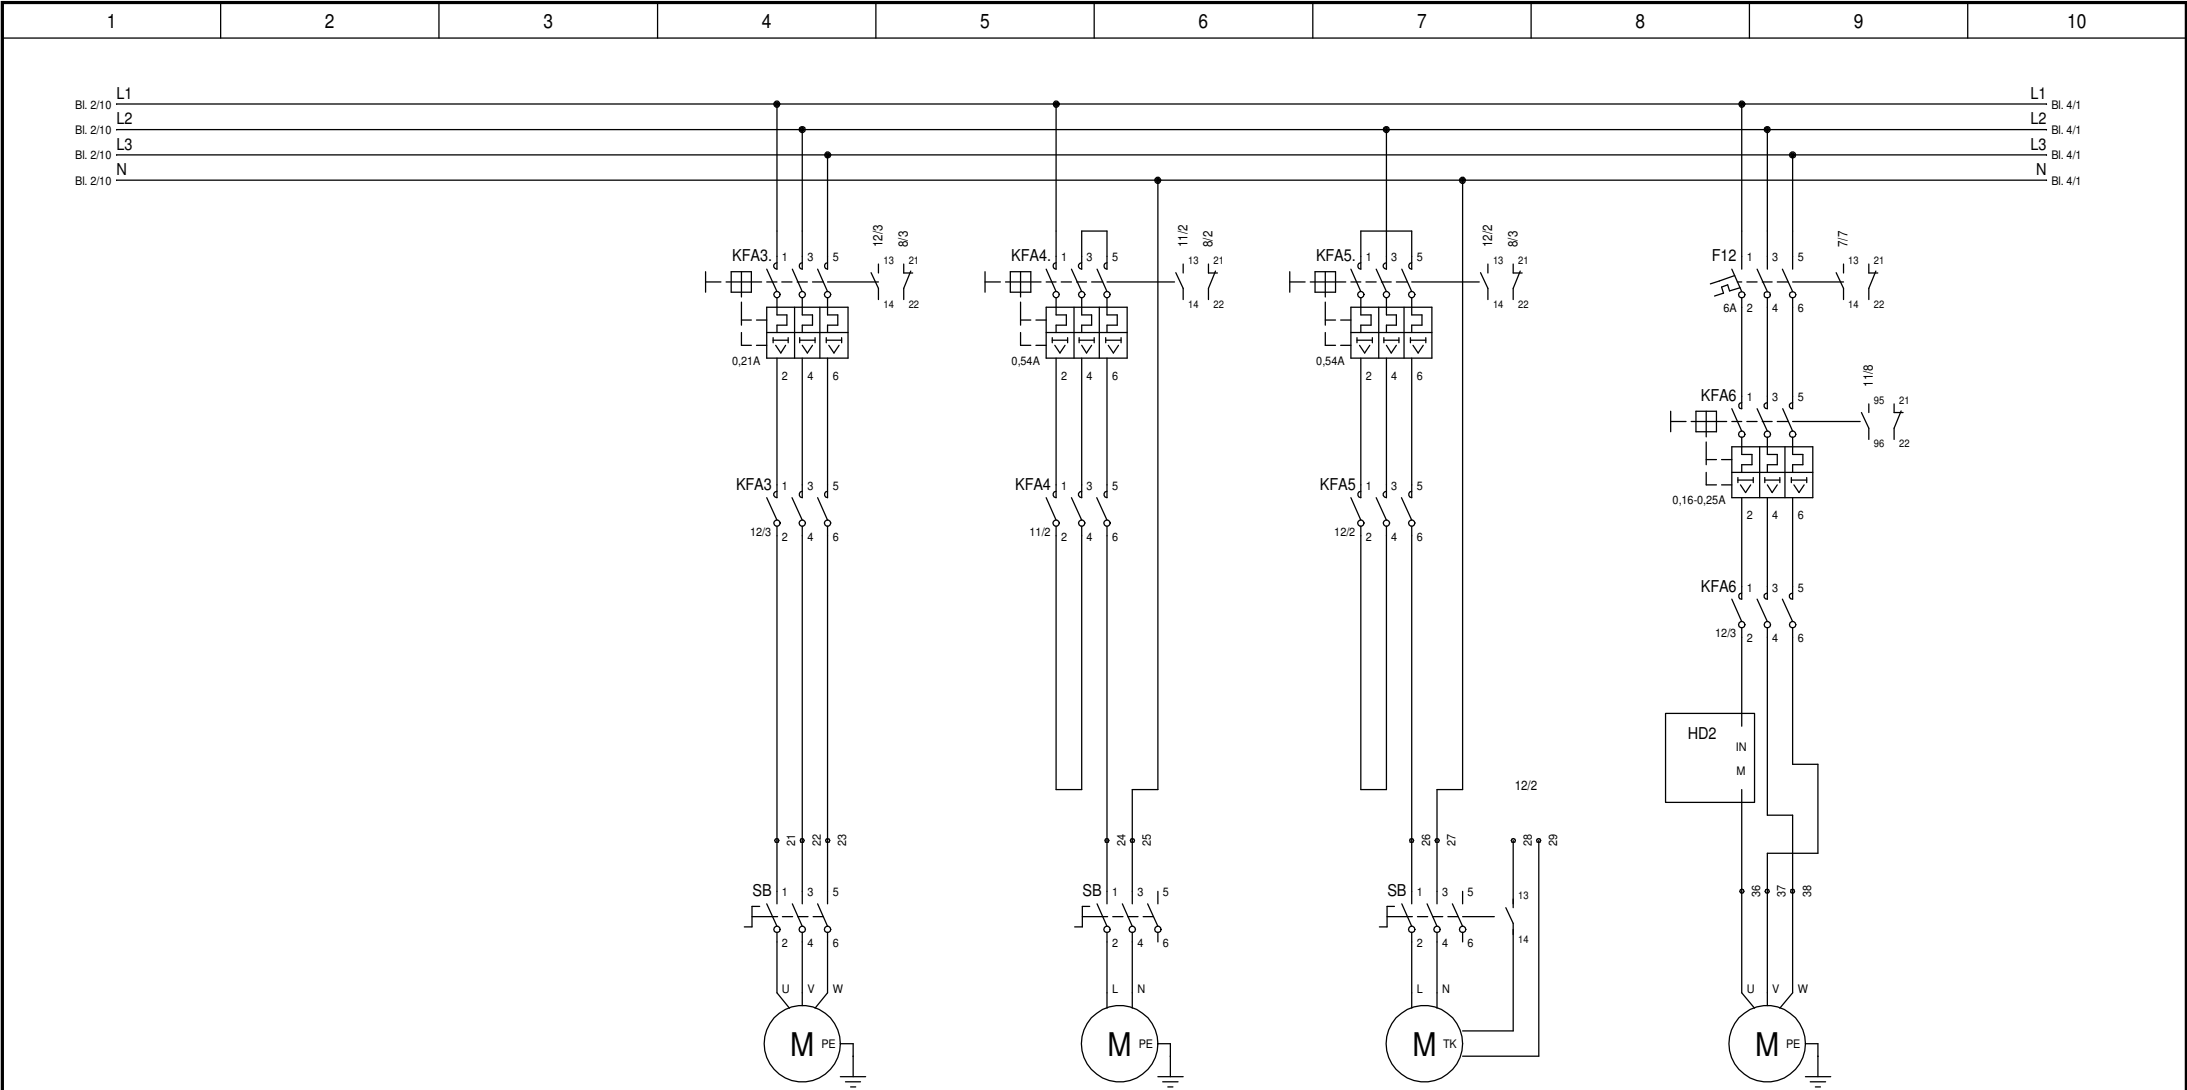 1 2 3 4 5 6 7 8 9 10
L1 L1
Bl. 2/10 Bl. 4/1
L2 L2
Bl. 2/10 Bl. 4/1
L3 L3
Bl. 2/10 Bl. 4/1
N N
Bl. 2/10 Bl. 4/1
12/3 8/3 11/2 8/2 12/2 8/3 7/7
KFA3. 1 3 5 13 21 KFA4. 1 3 5 13 21 KFA5. 1 3 5 13 21 F12 1 3 5 13 21
14 22 14 22 14 22 6A 2 4 6 14 22
0,21A 0,54A 0,54A
2 4 6 2 4 6 2 4 6
11/8
KFA6 1 3 5 95 21
96 22
KFA3 1 3 5 KFA4 1 3 5 KFA5 1 3 5
0,16-0,25A
2 4 6
12/3 2 4 6 11/2 2 4 6 12/2 2 4 6
KFA6 1 3 5
12/3 2 4 6
HD2
IN
M
12/2
21 22 23 24 25 26 27 28 29
36 37 38
SB 1 3 5 SB 1 3 5 SB 1 3 5 13
2 4 6 2 4 6 2 4 6 14
U V W L N L N U V W
M PE M PE M TK M PE